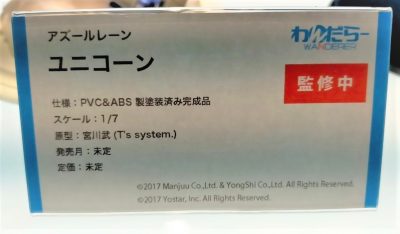 アズールレーン
ユニコーン
わんだらー
WANDERER
監修中
仕様：PVC&ABS 製塗装済み完成品
スケール：1/7
原型：宮川武 (T's system.)
発売月：未定
定価：未定
©2017 Manjuu Co.,Ltd. & YongShi Co.,Ltd. All Rights Reserved.
©2017 Yostar, Inc. All Rights Reserved.